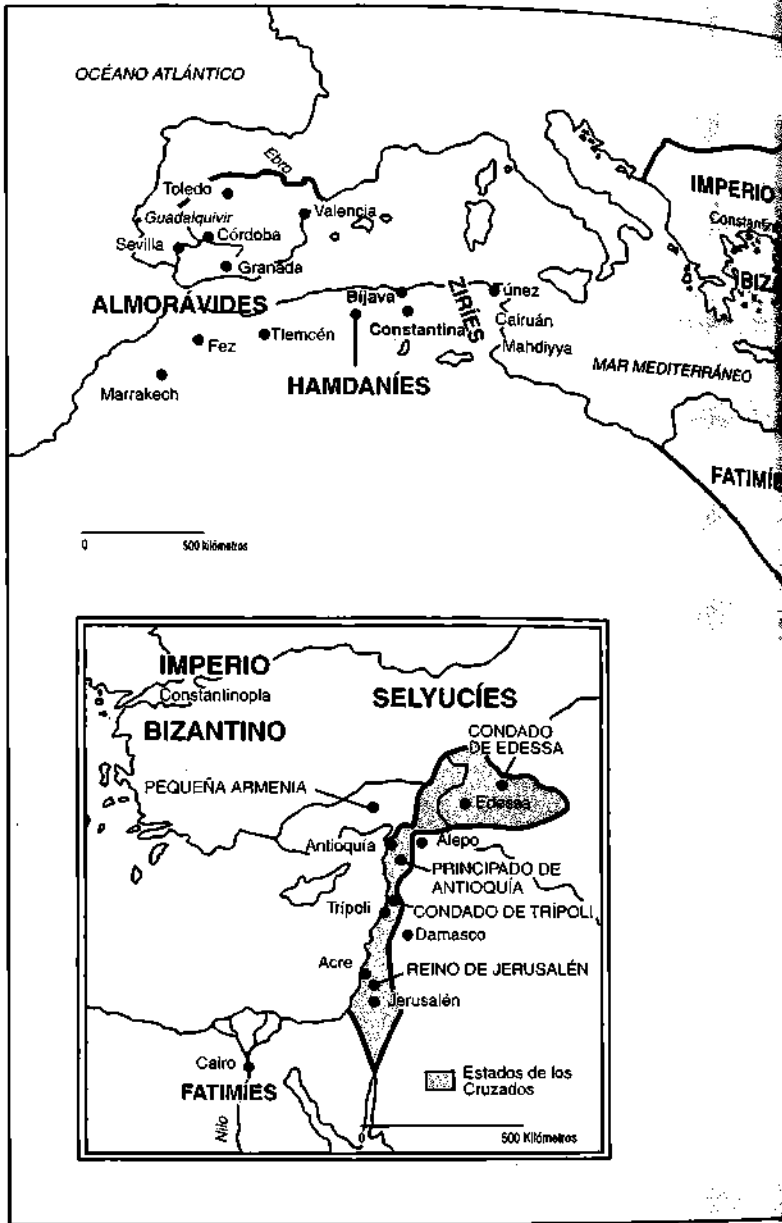 OCÉANO ATLÁNTICO
Ebro
Toledo
Guadalquivir
Valencia
Córdoba
Sevilla
Granada
ALMORÁVIDES
Bijava
ZIRÍES
Túnez
Constantina
Cairuán
Fez
Tlemcén
Mahdiyya
Marrakech
HAMDANÍES
MAR MEDITERRÁNEO
IMPERIO
Constantin
BIZA
FATIMÍE
0 500 kilómetros
IMPERIO
Constantinopla
BIZANTINO
SELYUCÍES
CONDADO
DE EDESSA
PEQUEÑA ARMENIA
Edessa
Antioquía
Alepo
PRINCIPADO DE
ANTIOQUÍA
Trípoli
CONDADO DE TRÍPOLI
Damasco
Acre
REINO DE JERUSALÉN
Jerusalén
Cairo
FATIMÍES
Nilo
Estados de los
Cruzados
0 500 Kilómetros